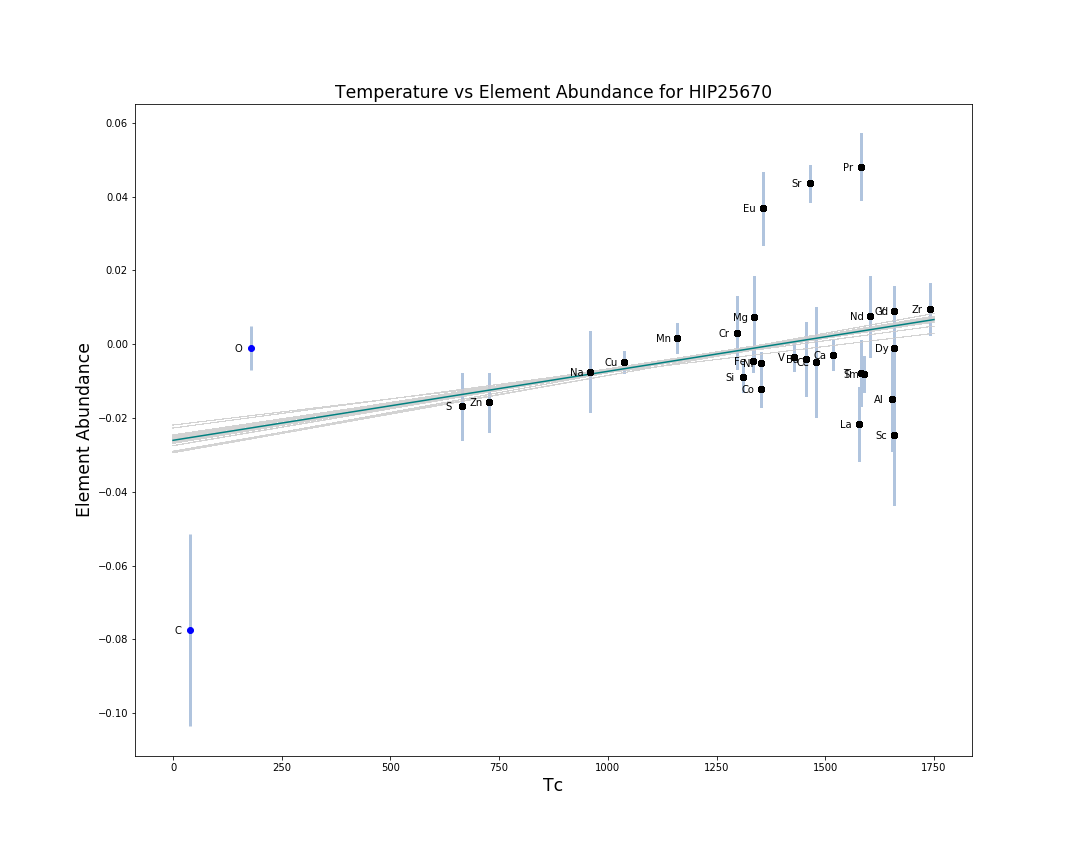 Temperature vs Element Abundance for HIP25670
Element Abundance
0.06
0.04
0.02
0.00
−0.02
−0.04
−0.06
−0.08
−0.10
Pr
Sr
Eu
Zr
Nd
Mg
Cr
Mn
O
Dy
Cu
V
Ca
Na
Si
Co
Al
Zn
S
La
Sc
C
0
250
500
750
1000
1250
1500
1750
Tc